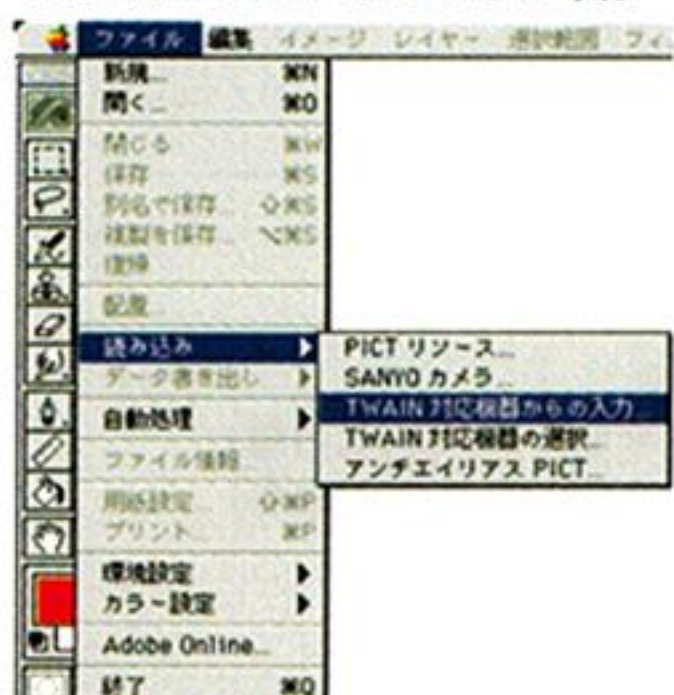 ファイル 編集 イメージ レイヤー 選択範囲 フィ
新規... ⌘N
開く... ⌘O
閉じる ⌘W
保存 ⌘S
別名で保存... ⇧⌘S
複製を保存... ⌥⌘S
復帰
配置...
読み込み ▶
PICT リソース...
SANYO カメラ...
TWAIN 対応機器からの入力...
TWAIN 対応機器の選択...
アンチエイリアス PICT...
データ書き出し ▶
自動処理 ▶
ファイル情報...
用紙設定... ⇧⌘P
プリント... ⌘P
環境設定 ▶
カラー設定 ▶
Adobe Online...
終了 ⌘Q